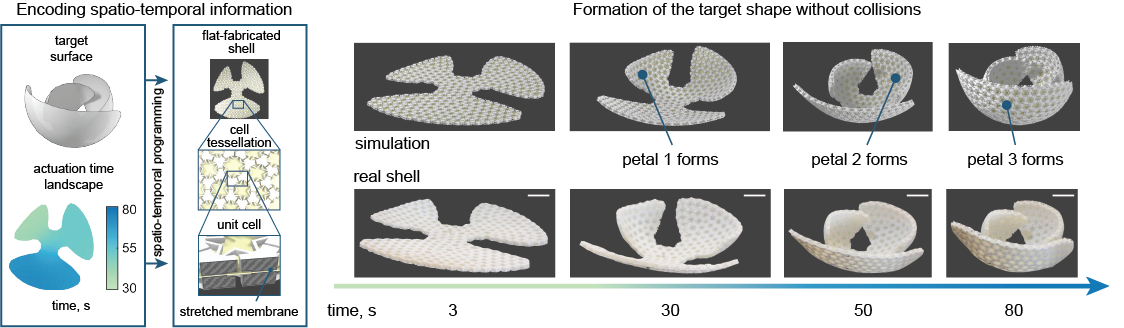 Encoding spatio-temporal information
target
surface
actuation time
landscape
80
55
30
time, s
spatio-temporal programming
flat-fabricated
shell
cell
tessellation
unit cell
stretched membrane
Formation of the target shape without collisions
simulation
petal 1 forms
petal 2 forms
petal 3 forms
real shell
time, s
3
30
50
80